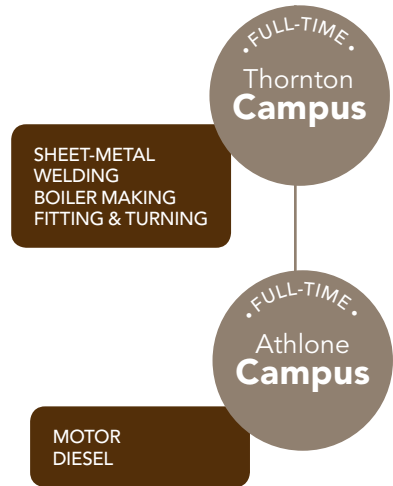 • FULL-TIME •
Thornton
Campus
SHEET-METAL
WELDING
BOILER MAKING
FITTING & TURNING
• FULL-TIME •
Athlone
Campus
MOTOR
DIESEL